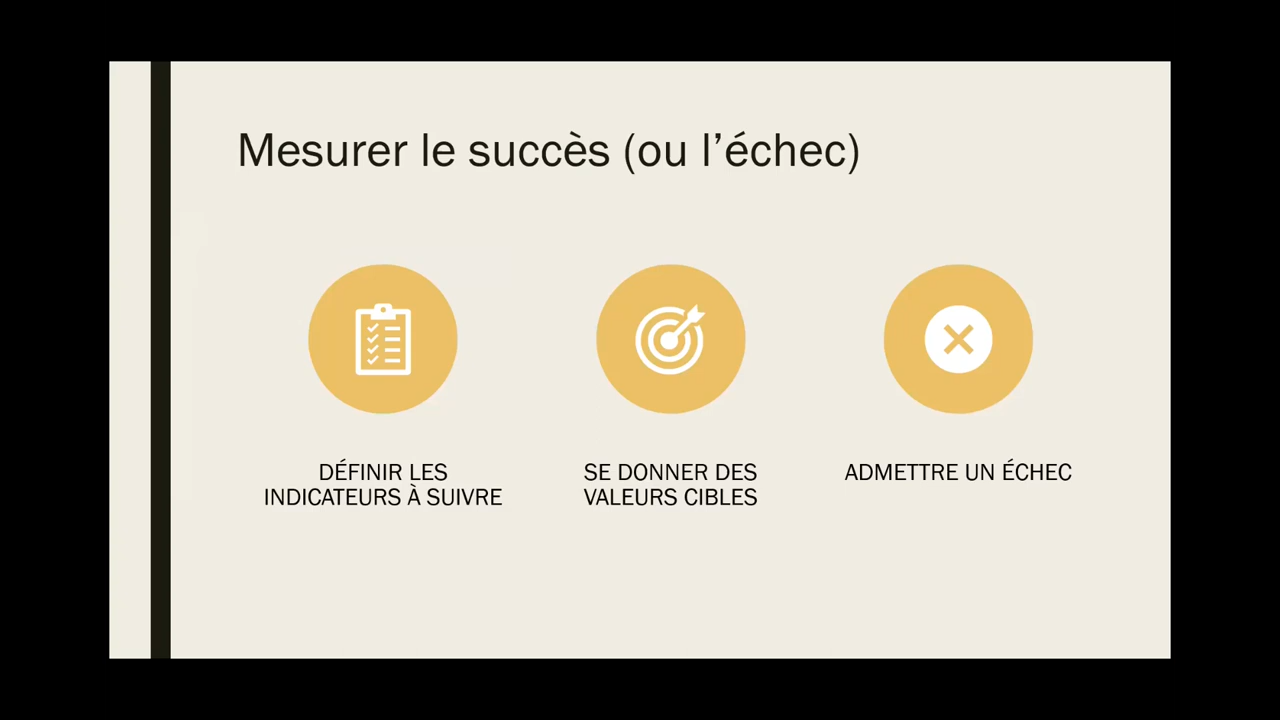 Mesurer le succès (ou l’échec)
DÉFINIR LES
INDICATEURS À SUIVRE
SE DONNER DES
VALEURS CIBLES
ADMETTRE UN ÉCHEC